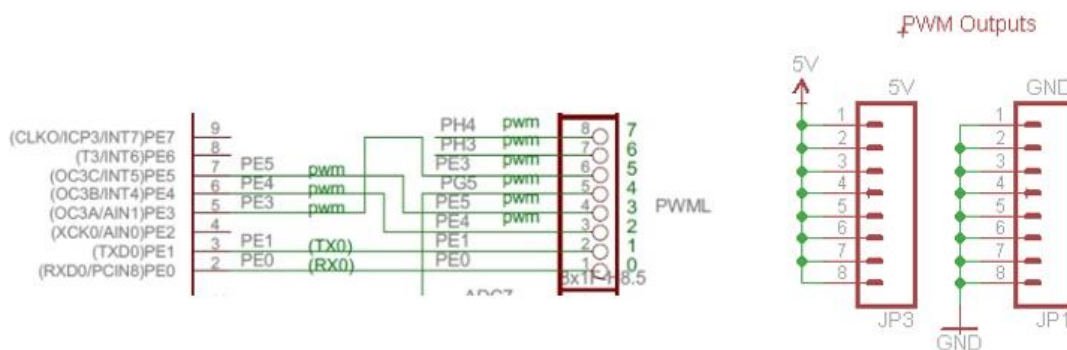 PWM Outputs
(CLKO/ICP3/INT7)PE7 9
(T3/INT6)PE6 8
(OC3C/INT5)PE5 7 PE5 pwm
(OC3B/INT4)PE4 6 PE4 pwm
(OC3A/AIN1)PE3 5 PE3 pwm
(XCK0/AIN0)PE2 4
(TXD0)PE1 3 PE1 (TX0)
(RXD0/PCIN8)PE0 2 PE0 (RX0)
PH4 pwm 8 7
PH3 pwm 7 6
PE3 pwm 6 5
PG5 pwm 5 4
PE5 pwm 4 3
PE4 pwm 3 2
PE1 2 1
PE0 1 0
PWML
5V
5V
1
2
3
4
5
6
7
8
JP3
GND
1
2
3
4
5
6
7
8
JP1
GND